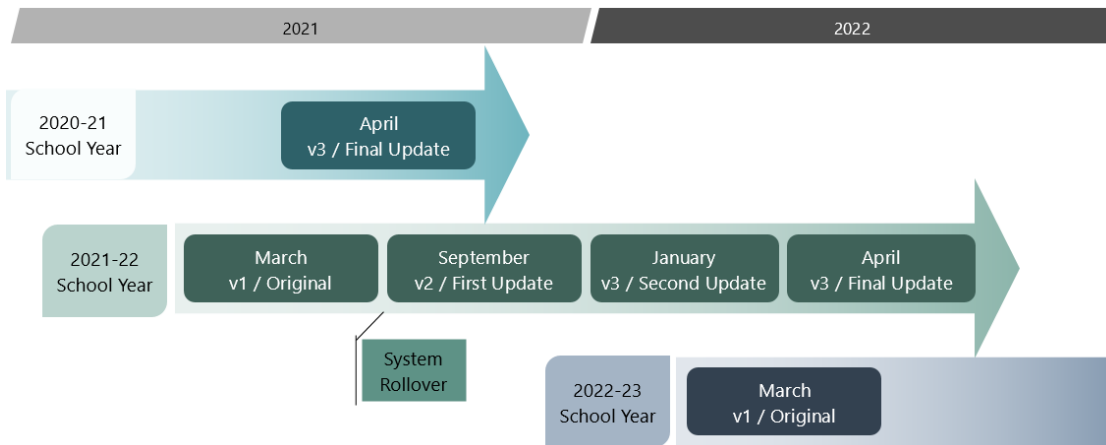 2021
2022
2020-21
School Year
April
v3 / Final Update
2021-22
School Year
March
v1 / Original
September
v2 / First Update
January
v3 / Second Update
April
v3 / Final Update
System
Rollover
2022-23
School Year
March
v1 / Original